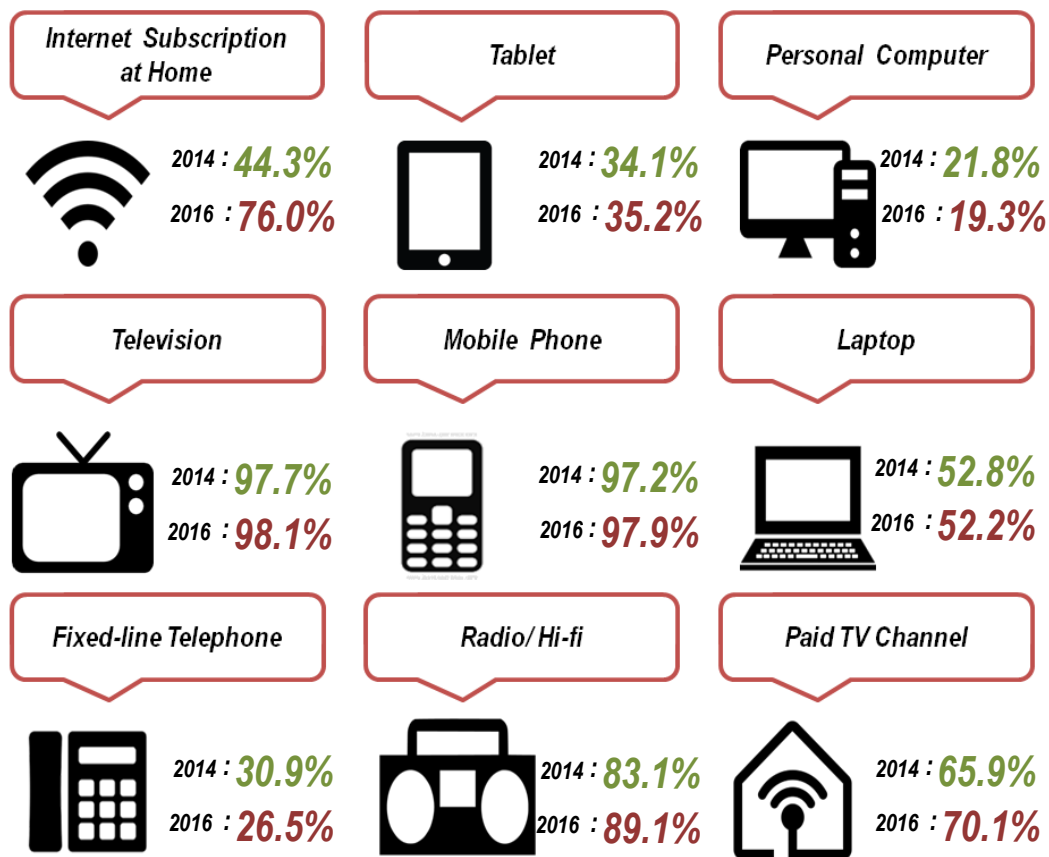 Internet Subscription
at Home
Tablet
Personal Computer
2014 : 44.3%
2016 : 76.0%
2014 : 34.1%
2016 : 35.2%
2014 : 21.8%
2016 : 19.3%
Television
Mobile Phone
Laptop
2014 : 97.7%
2016 : 98.1%
2014 : 97.2%
2016 : 97.9%
2014 : 52.8%
2016 : 52.2%
Fixed-line Telephone
Radio/ Hi-fi
Paid TV Channel
2014 : 30.9%
2016 : 26.5%
2014 : 83.1%
2016 : 89.1%
2014 : 65.9%
2016 : 70.1%